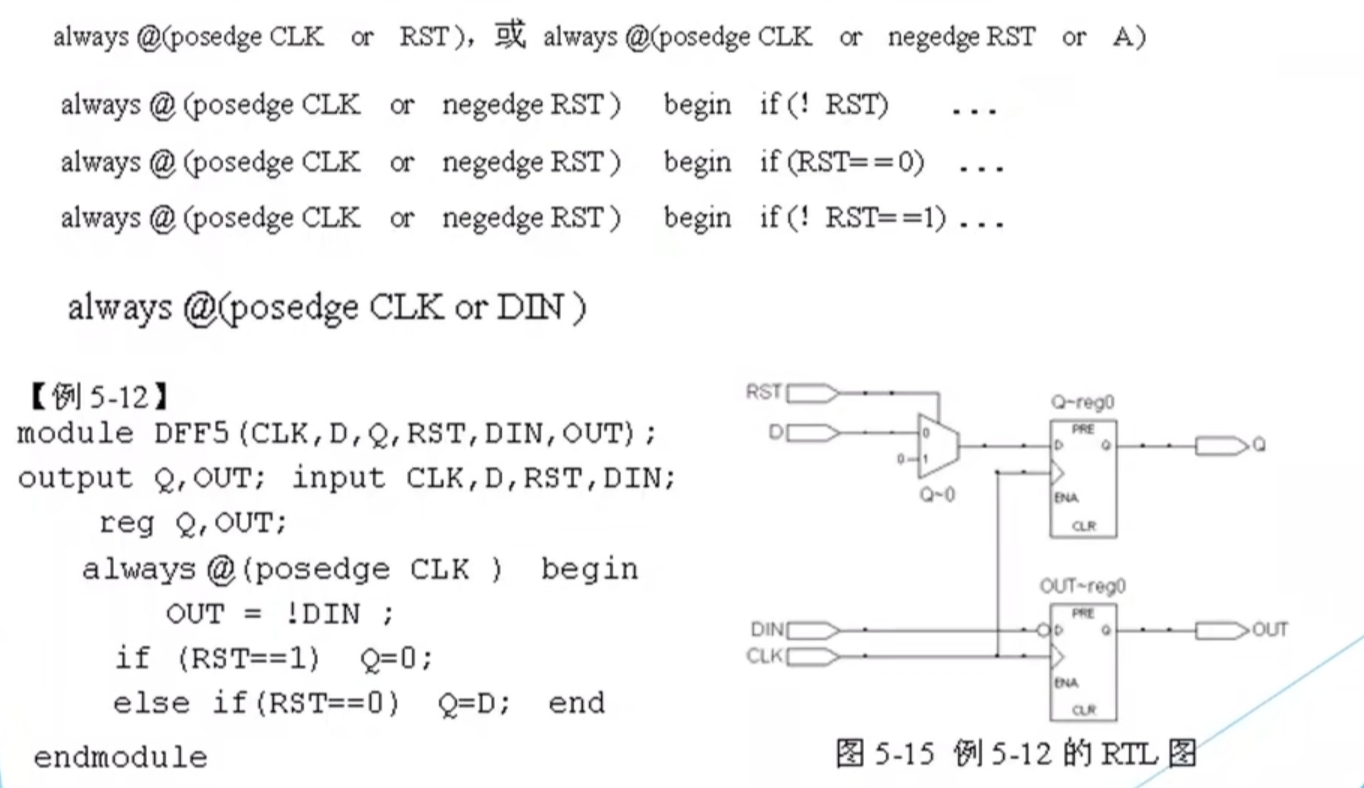 always @(posedge CLK or RST)，或 always @(posedge CLK or negedge RST or A)
always @ (posedge CLK or negedge RST) begin if (! RST) ...
always @ (posedge CLK or negedge RST) begin if (RST==0) ...
always @ (posedge CLK or negedge RST) begin if (! RST==1) ...
always @(posedge CLK or DIN )
【例 5-12】
module DFF5(CLK,D,Q,RST,DIN,OUT);
output Q,OUT; input CLK,D,RST,DIN;
reg Q,OUT;
always@(posedge CLK ) begin
OUT = !DIN ;
if (RST==1) Q=0;
else if(RST==0) Q=D; end
endmodule
RST
D
0
0
1
Q~0
Q~reg0
PRE
D
Q
ENA
CLR
Q
OUT~reg0
DIN
CLK
PRE
D
Q
ENA
CLR
OUT
图 5-15 例 5-12 的 RTL 图